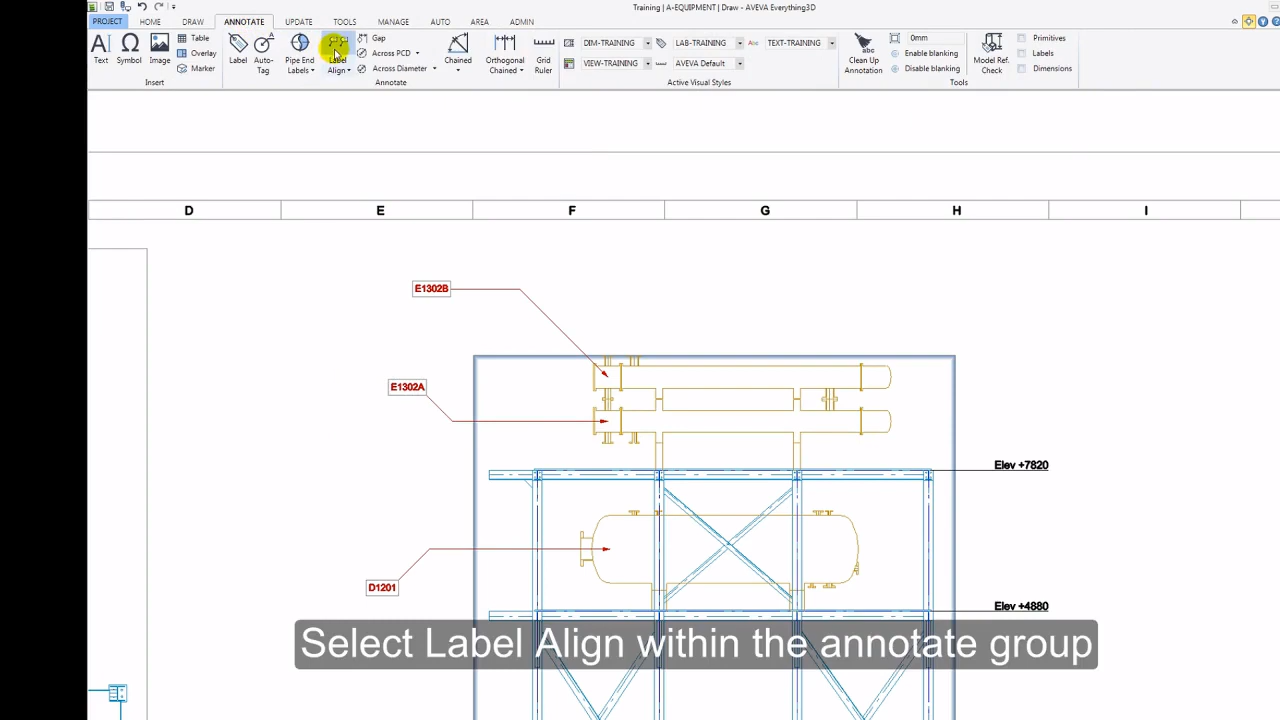 Training | A-EQUIPMENT | Draw - AVEVA Everything3D
PROJECT HOME DRAW ANNOTATE UPDATE TOOLS MANAGE AUTO AREA ADMIN
Text
Symbol
Image
Table
Overlay
Marker
Insert
Label
Auto-
Tag
Pipe End
Labels
Label
Align
Gap
Across PCD
Across Diameter
Chained
Orthogonal
Chained
Grid
Ruler
Annotate
DIM-TRAINING LAB-TRAINING Abc TEXT-TRAINING
VIEW-TRAINING AVEVA Default
Active Visual Styles
abc
Clean Up
Annotation
0mm
Enable blanking
Disable blanking
Model Ref.
Check
Primitives
Labels
Dimensions
Tools
D E F G H I
E1302B
E1302A
Elev +7820
D1201
Elev +4880
Select Label Align within the annotate group